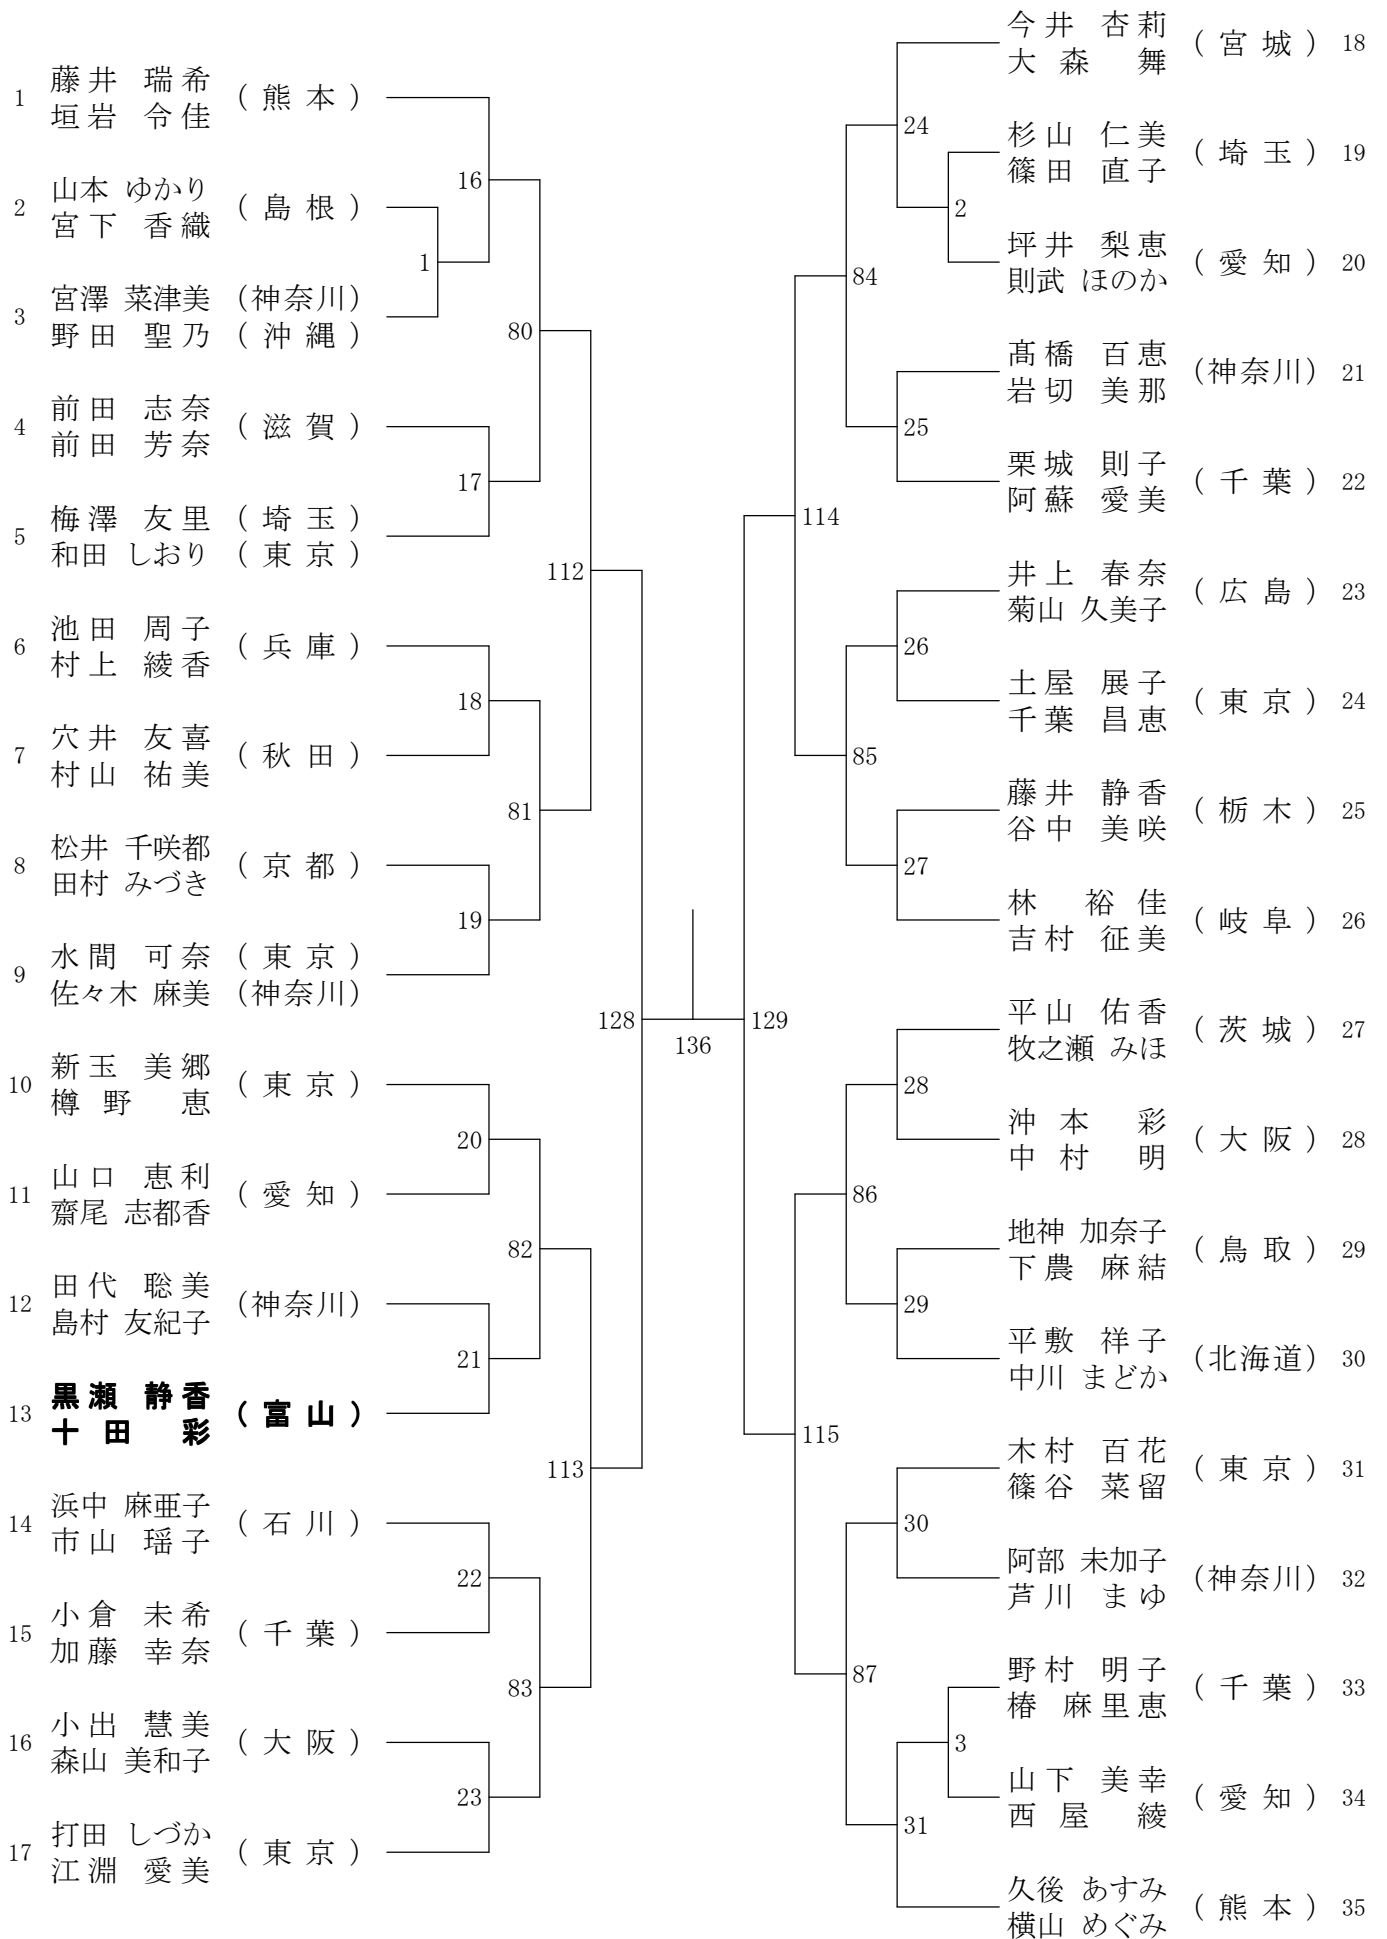 1 藤井 瑞希 (熊本)
垣岩 令佳
2 山本 ゆかり (島根)
宮下 香織
3 宮澤 菜津美 (神奈川)
野田 聖乃 (沖縄)
4 前田 志奈 (滋賀)
前田 芳奈
5 梅澤 友里 (埼玉)
和田 しおり (東京)
6 池田 周子 (兵庫)
村上 綾香
7 穴井 友喜 (秋田)
村山 祐美
8 松井 千咲都 (京都)
田村 みづき
9 水間 可奈 (東京)
佐々木 麻美 (神奈川)
10 新玉 美郷 (東京)
樽野 恵
11 山口 恵利 (愛知)
齋尾 志都香
12 田代 聡美 (神奈川)
島村 友紀子
13 黒瀬 静香 (富山)
十田 彩
14 浜中 麻亜子 (石川)
市山 瑶子
15 小倉 未希 (千葉)
加藤 幸奈
16 小出 慧美 (大阪)
森山 美和子
17 打田 しづか (東京)
江淵 愛美
1
16
17
18
19
20
21
22
23
80
81
82
83
112
113
128
136
129
114
115
84
85
86
87
24
25
26
27
28
29
30
31
2
3
今井 杏莉 (宮城) 18
大森 舞
杉山 仁美 (埼玉) 19
篠田 直子
坪井 梨恵 (愛知) 20
則武 ほのか
髙橋 百恵 (神奈川) 21
岩切 美那
栗城 則子 (千葉) 22
阿蘇 愛美
井上 春奈 (広島) 23
菊山 久美子
土屋 展子 (東京) 24
千葉 昌恵
藤井 静香 (栃木) 25
谷中 美咲
林 裕佳 (岐阜) 26
吉村 征美
平山 佑香 (茨城) 27
牧之瀬 みほ
沖本 彩 (大阪) 28
中村 明
地神 加奈子 (鳥取) 29
下農 麻結
平敷 祥子 (北海道) 30
中川 まどか
木村 百花 (東京) 31
篠谷 菜留
阿部 未加子 (神奈川) 32
芦川 まゆ
野村 明子 (千葉) 33
椿 麻里恵
山下 美幸 (愛知) 34
西屋 綾
久後 あすみ (熊本) 35
横山 めぐみ